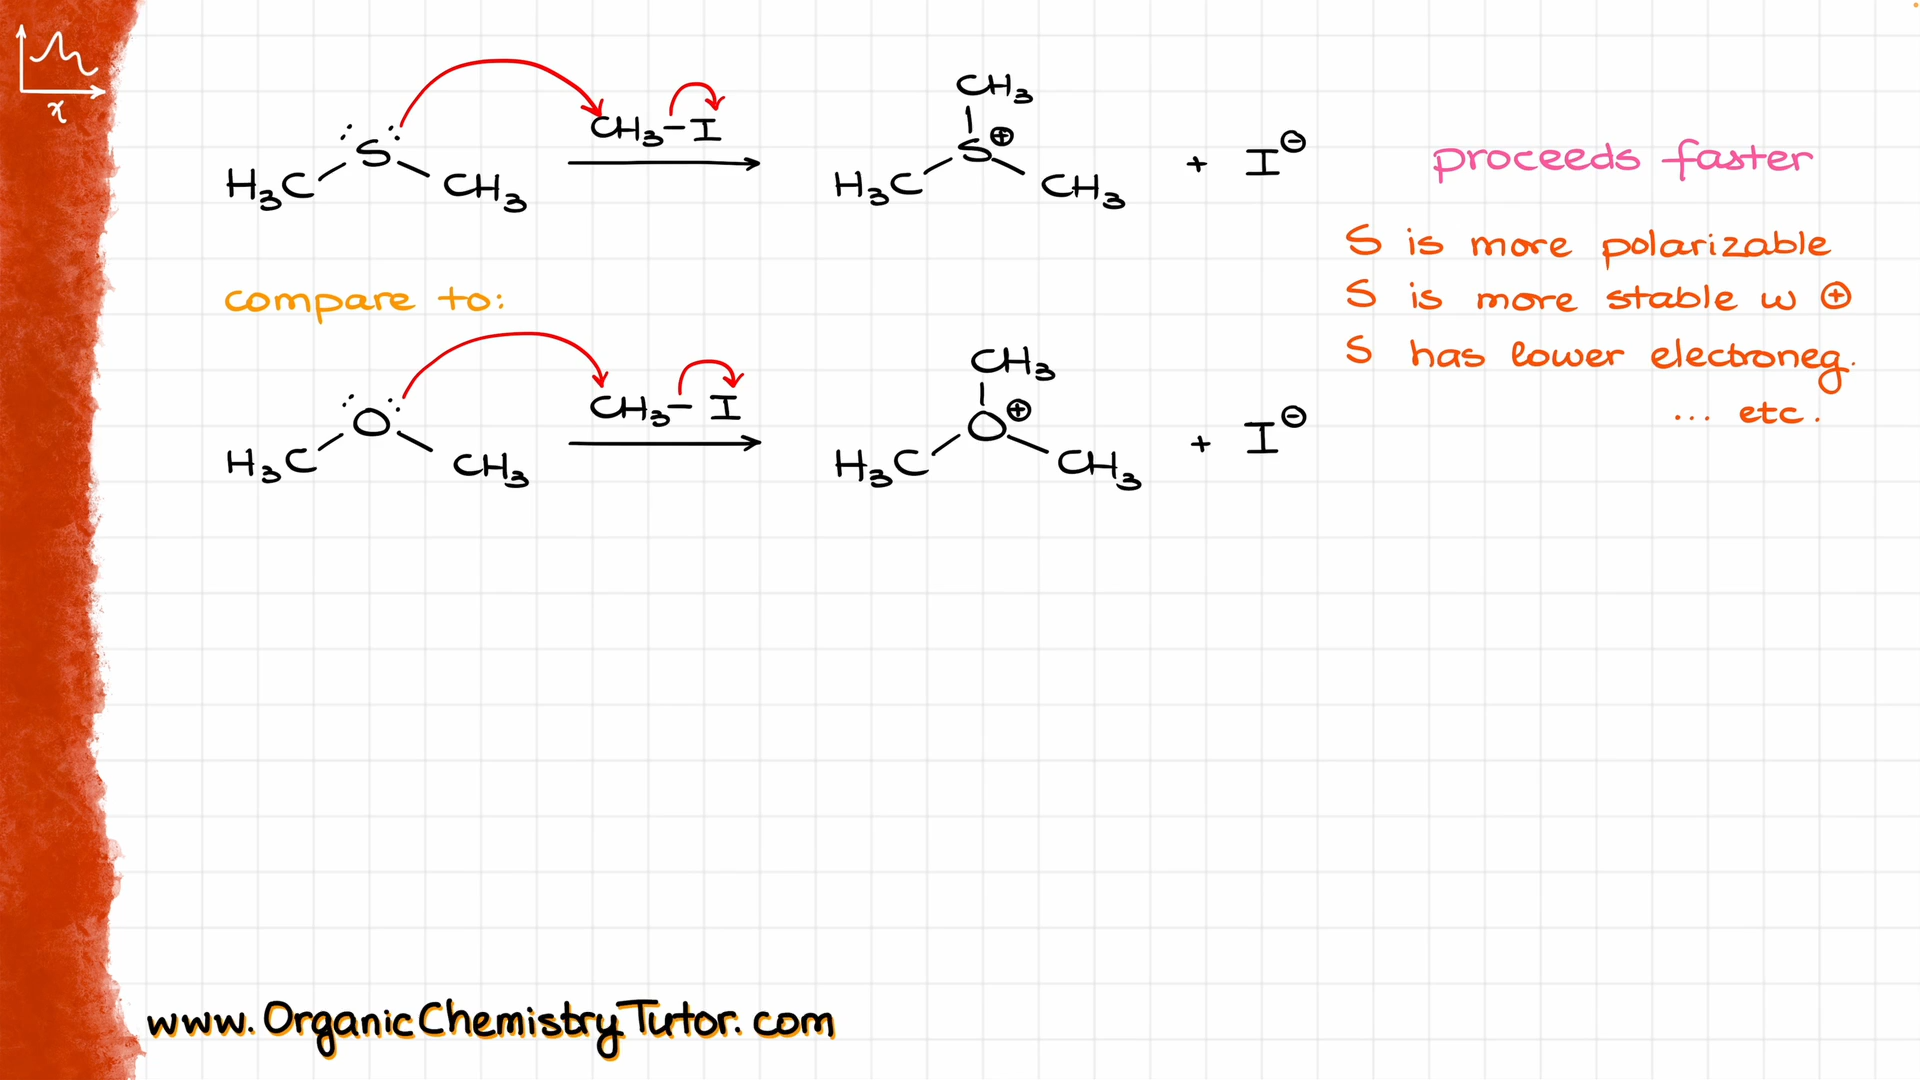 x
H₃C S CH₃
CH₃-I
CH₃
H₃C S⊕ CH₃
+ I⊖
proceeds faster
S is more polarizable
S is more stable w ⊕
S has lower electroneg.
... etc.
compare to:
H₃C O CH₃
CH₃-I
CH₃
H₃C O⊕ CH₃
+ I⊖
www.OrganicChemistryTutor.com